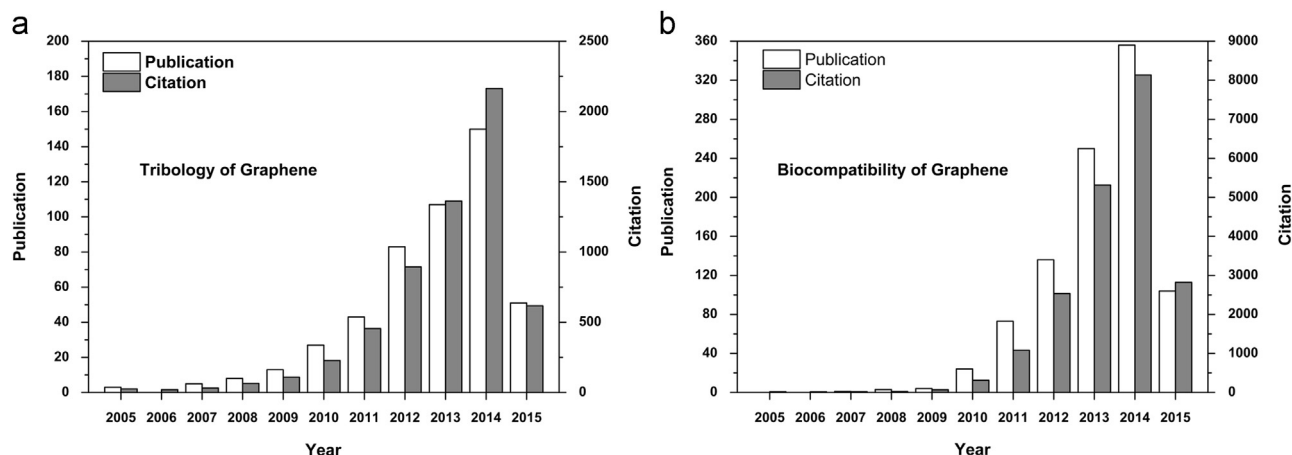 a
200
180
160
140
120
100
80
60
40
20
0
Publication
2500
2000
1500
1000
500
0
Citation
Publication
Citation
Tribology of Graphene
2005 2006 2007 2008 2009 2010 2011 2012 2013 2014 2015
Year
b
360
320
280
240
200
160
120
80
40
0
Publication
9000
8000
7000
6000
5000
4000
3000
2000
1000
0
Citation
Publication
Citation
Biocompatibility of Graphene
2005 2006 2007 2008 2009 2010 2011 2012 2013 2014 2015
Year